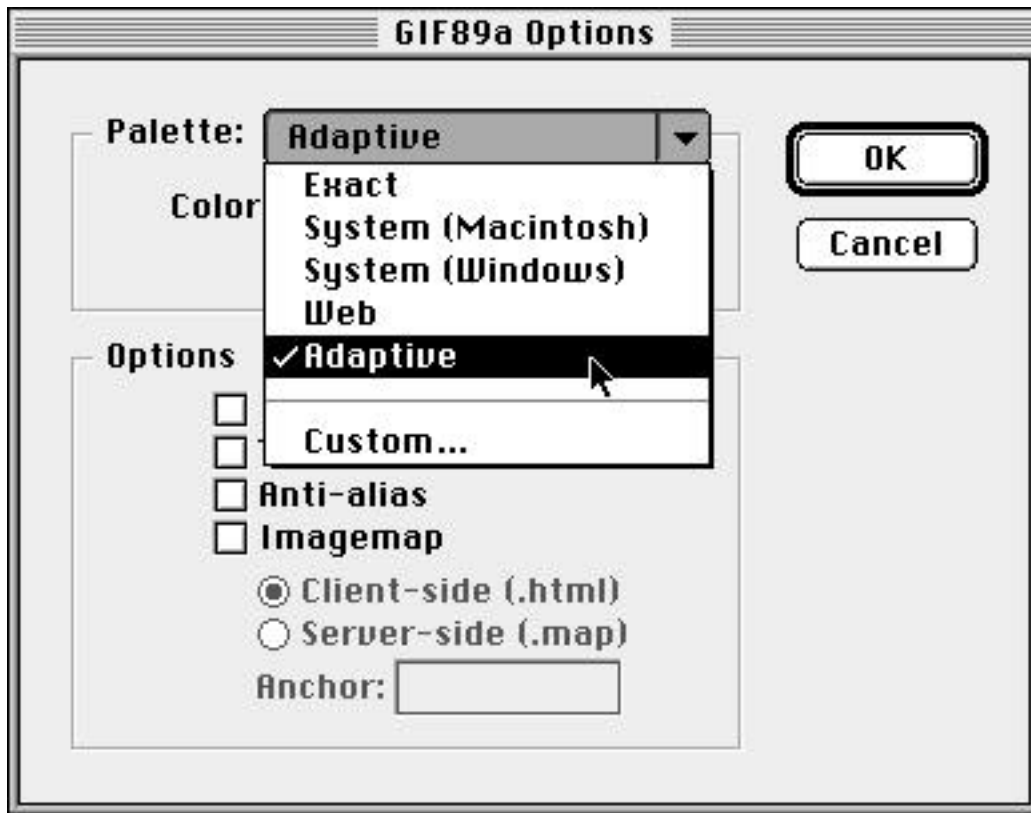 GIF89a Options
Palette: Adaptive
Exact
Color
System (Macintosh)
System (Windows)
Web
Options
✓Adaptive
Custom...
Anti-alias
Imagemap
Client-side (.html)
Server-side (.map)
Anchor:
OK
Cancel